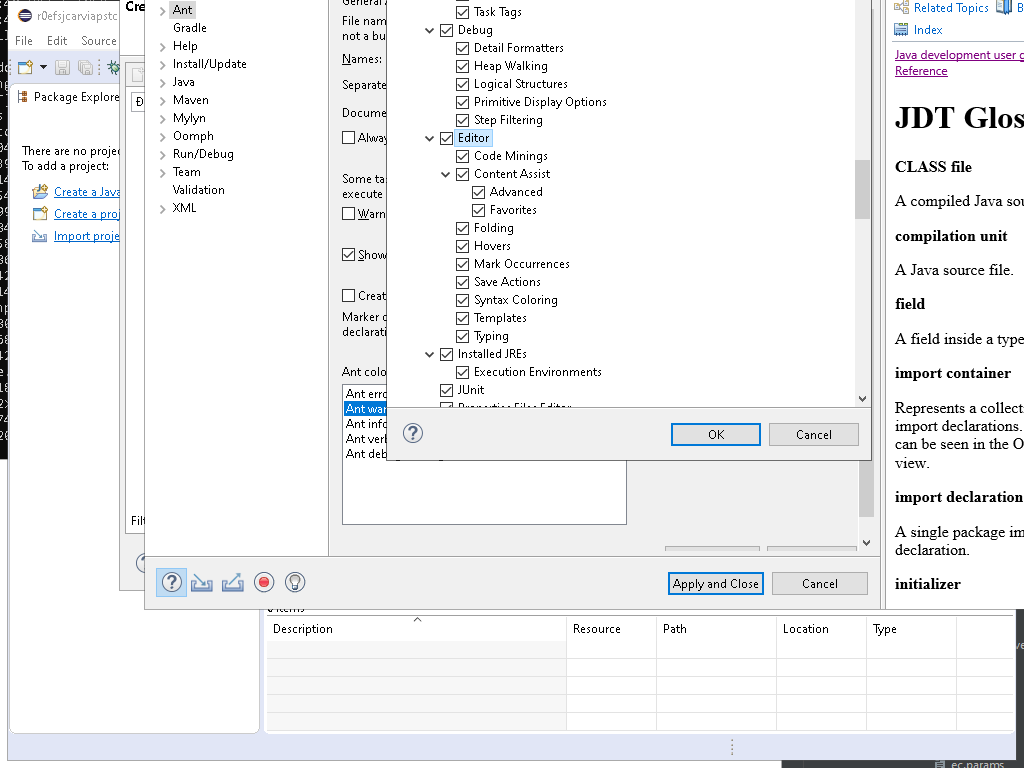 r0efsjcarviapstc
File Edit Source
Package Explore
There are no projec
To add a project:
Create a Java
Create a proj
Import proje
Cre
Ant
Gradle
Help
Install/Update
Java
Maven
Mylyn
Oomph
Run/Debug
Team
Validation
XML
General A
File nam
not a bu
Names:
Separate
Docume
Alway
Some tas
execute
Warn
Show
Creat
Marker c
declarati
Ant colo
Ant erro
Ant war
Ant info
Ant verb
Ant deb
Task Tags
Debug
Detail Formatters
Heap Walking
Logical Structures
Primitive Display Options
Step Filtering
Editor
Code Minings
Content Assist
Advanced
Favorites
Folding
Hovers
Mark Occurrences
Save Actions
Syntax Coloring
Templates
Typing
Installed JREs
Execution Environments
JUnit
Properties Files Editor
OK Cancel
Filt
Apply and Close Cancel
Related Topics B
Index
Java development user g
Reference
JDT Glos
CLASS file
A compiled Java sou
compilation unit
A Java source file.
field
A field inside a type
import container
Represents a collect
import declarations.
can be seen in the O
view.
import declaration
A single package im
declaration.
initializer
items
Description Resource Path Location Type
ec.params